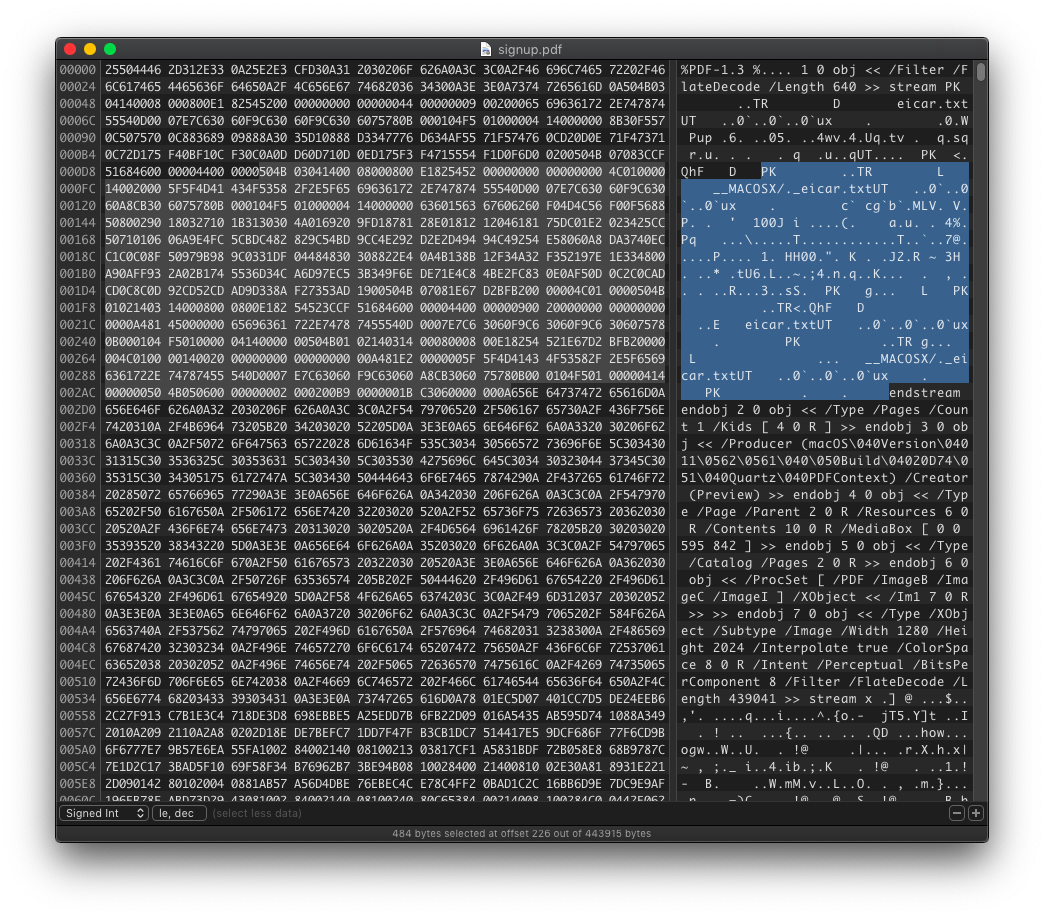 signup.pdf
00000 25504446 2D312E33 0A25E2E3 CFD30A31 2030206F 626A0A3C 3C0A2F46 696C7465 72202F46 %PDF-1.3 %.... 1 0 obj << /Filter /F
00024 6C617465 4465636F 64650A2F 4C656E67 74682036 34300A3E 3E0A7374 7265616D 0A504B03 lateDecode /Length 640 >> stream PK
00048 04140008 000800E1 82545200 00000000 00000044 00000009 00200065 69636172 2E747874 ..TR D eicar.txt
0006C 55540D00 07E7C630 60F9C630 60F9C630 6075780B 000104F5 01000004 14000000 8B30F557 UT ..0`..0`..0`ux . .0.W
00090 0C507570 0C883689 09888A30 35D10888 D3347776 D634AF55 71F57476 0CD20D0E 71F47371 Pup .6. ..05. ..4wv.4.Uq.tv . q.sq
000B4 0C72D175 F40BF10C F30C0A0D D60D710D 0ED175F3 F4715554 F1D0F6D0 0200504B 07083CCF r.u. . . . .q .u..qUT.... PK <.
000D8 51684600 00004400 0000504B 03041400 08000800 E1825452 00000000 00000000 4C010000 QhF D PK ..TR L
000FC 14002000 5F5F4D41 434F5358 2F2E5F65 69636172 2E747874 55540D00 07E7C630 60F9C630 __MACOSX/._eicar.txtUT ..0`..0
00120 60A8CB30 6075780B 000104F5 01000004 14000000 63601563 67606260 F04D4C56 F00F5688 `..0`ux . c` cg`b`.MLV. V.
00144 50800290 18032710 1B313030 4A016920 9FD18781 28E01812 12046181 75DC01E2 023425CC P. . ' 100J i ....(. a.u. . 4%.
00168 50710106 06A9E4FC 5CBDC482 829C54BD 9CC4E292 D2E2D494 94C49254 E58060A8 DA3740EC Pq ...\.....T............T..`..7@.
0018C C1C0C08F 50979B98 9C0331DF 04484830 308822E4 0A4B138B 12F34A32 F352197E 1E334800 ....P.... 1. HH00.". K . .J2.R ~ 3H
001B0 A90AFF93 2A02B174 5536D34C A6D97EC5 3B349F6E DE71E4C8 4BE2FC83 0E0AF50D 0C2C0CAD . ..* .tU6.L..~.;4.n.q..K... . , .
001D4 CD0C8C0D 92CD52CD AD9D338A F27353AD 1900504B 07081E67 D2BFB200 00004C01 0000504B . . ..R...3..sS. PK g... L PK
001F8 01021403 14000800 0800E182 54523CCF 51684600 00004400 00000900 20000000 00000000 ..TR<.QhF D
0021C 0000A481 45000000 65696361 722E7478 7455540D 0007E7C6 3060F9C6 3060F9C6 30607578 ..E eicar.txtUT ..0`..0`..0`ux
00240 0B000104 F5010000 04140000 00504B01 02140314 00080008 00E18254 521E67D2 BFB20000 . PK ..TR g...
00264 004C0100 00140020 00000000 00000000 00A481E2 0000005F 5F4D4143 4F53582F 2E5F6569 L ... __MACOSX/._ei
00288 6361722E 74787455 540D0007 E7C63060 F9C63060 A8CB3060 75780B00 0104F501 00000414 car.txtUT ..0`..0`..0`ux .
002AC 00000050 4B050600 00000002 000200B9 000000C1 BC3060000 000A656E 64737472 65616D0A PK . . endstream
002D0 656E646F 626A0A32 2030206F 626A0A3C 3C0A2F54 79706520 2F506167 65730A2F 436F756E endobj 2 0 obj << /Type /Pages /Coun
002F4 7420310A 2F4B6964 73205B20 34203020 52205D0A 3E3E0A65 6E646F62 6A0A3320 30206F62 t 1 /Kids [ 4 0 R ] >> endobj 3 0 ob
00318 6A0A3C3C 0A2F5072 6F647563 65722028 6D61634F 535C3034 30566572 73696F6E 5C303430 j << /Producer (macOS\040Version\040
0033C 31315C30 3536325C 30353631 5C303430 5C303530 4275696C 645C3034 30323044 37345C30 11\0562\0561\040\050Build\04020D74\0
00360 35315C30 34305175 6172747A 5C303430 50444643 6F6E7465 7874290A 2F437265 61746F72 51\040Quartz\040PDFContext) /Creator
00384 20285072 65766965 77290A3E 3E0A656E 646F626A 0A342030 206F626A 0A3C3C0A 2F547970 (Preview) >> endobj 4 0 obj << /Typ
003A8 65202F50 6167650A 2F506172 656E7420 32203020 520A2F52 65736F75 72636573 20362030 e /Page /Parent 2 0 R /Resources 6 0
003CC 20520A2F 436F6E74 656E7473 20313020 3020520A 2F4D6564 6961426F 78205B20 30203020 R /Contents 10 0 R /MediaBox [ 0 0
003F0 35393520 38343220 5D0A3E3E 0A656E64 6F626A0A 35203020 6F626A0A 3C3C0A2F 54797065 595 842 ] >> endobj 5 0 obj << /Type
00414 202F4361 74616C6F 670A2F50 61676573 20322030 20520A3E 3E0A656E 646F626A 0A362030 /Catalog /Pages 2 0 R >> endobj 6 0
00438 206F626A 0A3C3C0A 2F50726F 63536574 205B202F 50444620 2F496D61 67654220 2F496D61 obj << /ProcSet [ /PDF /ImageB /Ima
0045C 67654320 2F496D61 67654920 5D0A2F58 4F626A65 6374203C 3C0A2F49 6D312037 20302052 geC /ImageI ] /XObject << /Im1 7 0 R
00480 0A3E3E0A 3E3E0A65 6E646F62 6A0A3720 30206F62 6A0A3C3C 0A2F5479 7065202F 584F626A >> >> endobj 7 0 obj << /Type /XObj
004A4 6563740A 2F537562 74797065 202F496D 6167650A 2F576964 74682031 3238300A 2F486569 ect /Subtype /Image /Width 1280 /Hei
004C8 67687420 32303234 0A2F496E 74657270 6F6C6174 65207472 75650A2F 436F6C6F 72537061 ght 2024 /Interpolate true /ColorSpa
004EC 63652038 20302052 0A2F496E 74656E74 202F5065 72636570 7475616C 0A2F4269 74735065 ce 8 0 R /Intent /Perceptual /BitsPe
00510 72436F6D 706F6E65 6E742038 0A2F4669 6C746572 202F466C 61746544 65636F64 650A2F4C rComponent 8 /Filter /FlateDecode /L
00534 656E6774 68203433 39303431 0A3E3E0A 73747265 616D0A78 01EC5D07 401CC7D5 DE24EEB6 ength 439041 >> stream x .] @ ...$..
00558 2C27F913 C7B1E3C4 718DE3D8 698EBBE5 A25EDD7B 6FB22D09 016A5435 AB595D74 1088A349 ,'. ....q...i....^.{o.- jT5.Y]t ..I
0057C 2010A209 2110A2A8 0202D18E DE7BEFC7 1DD7F47F B3CB1DC7 514417E5 9DCF686F 77F6CD9B . ! .. ...{.. .... . .QD ...how...
005A0 6F6777E7 9B57E6EA 55FA1002 84002140 08100213 03817CF1 A5831BDF 72B058E8 68B9787C ogw..W..U. . !@ .|... .r.X.h.x|
005C4 7E1D2C17 3BAD5F10 69F58F34 B76962B7 3BE94B08 10028400 21400810 02E30A81 8931E221 ~ , ;._ i..4.ib.;.K . !@ . ..1.!
005E8 2D090142 80102004 0881AB57 A56D4DBE 76EBEC4C E78C4FF2 0BAD1C2C 16BB6D9E 7DC9E9AF - B. ..W.mM.v..L..O.. , .m.}...
Signed Int
le, dec
(select less data)
484 bytes selected at offset 226 out of 443915 bytes